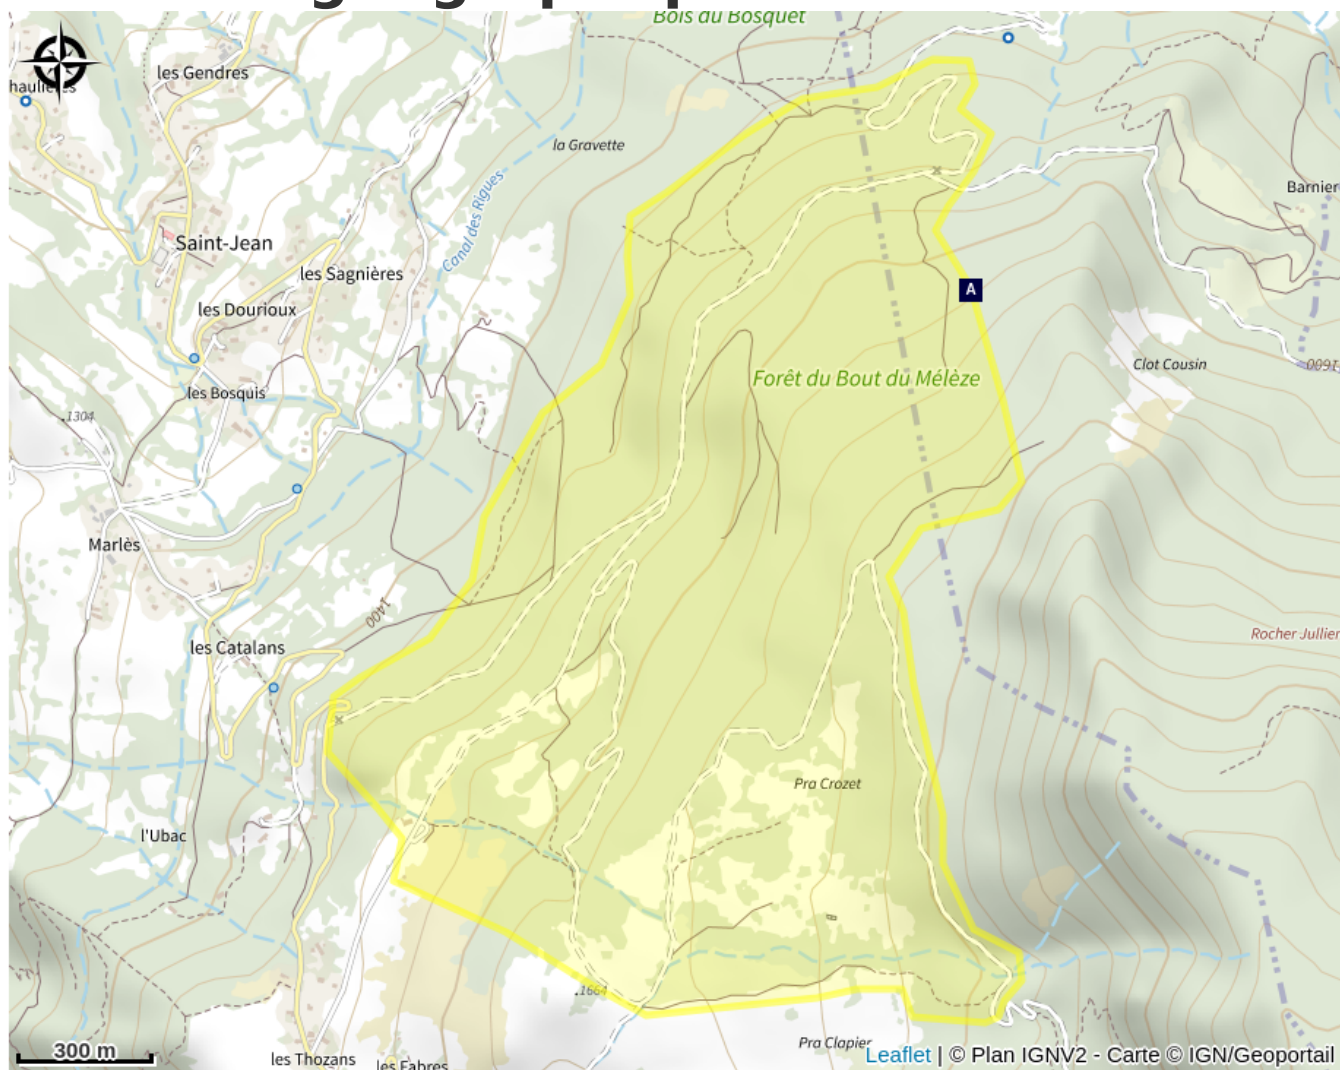 Bois du Bosquet
les Gendres
la Gravette
Canal des Rigues
Barnier
Saint-Jean
les Sagnières
A
les Dourioux
Clot Cousin
1600
Forêt du Bout du Mélèze
les Bosquis
.1304
Marlès
1400
Rocher Jullier
les Catalans
Pra Crozet
l'Ubac
.1664
Pra Clapier
300 m
les Thozans
les Fabres
Leaflet | © Plan IGNV2 - Carte © IGN/Geoportail